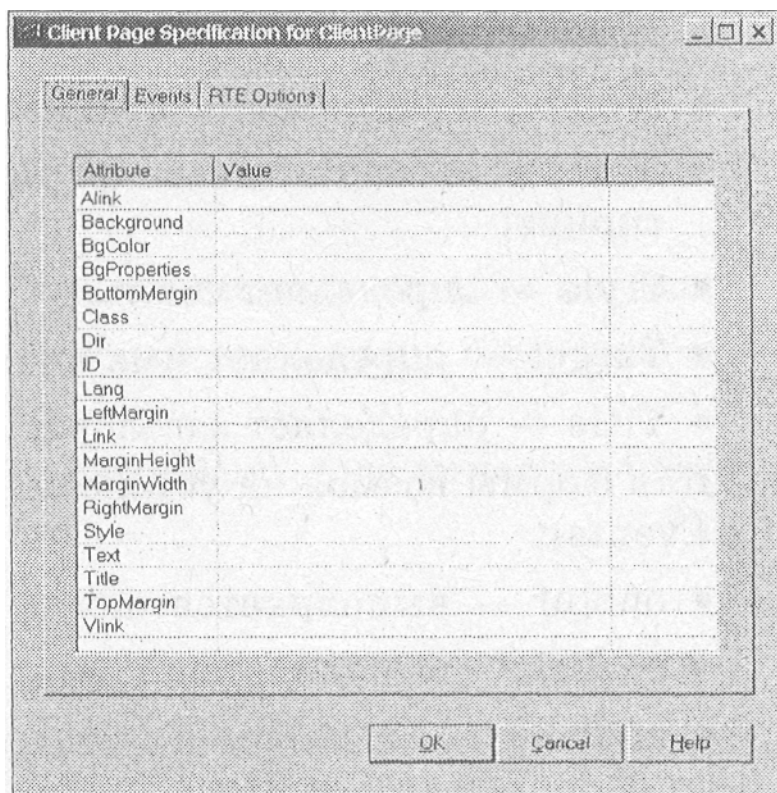 Client Page Specification for ClientPage
General Events RTE Options
Attribute Value
Alink
Background
BgColor
BgProperties
BottomMargin
Class
Dir
ID
Lang
LeftMargin
Link
MarginHeight
MarginWidth
RightMargin
Style
Text
Title
TopMargin
Vlink
OK Cancel Help